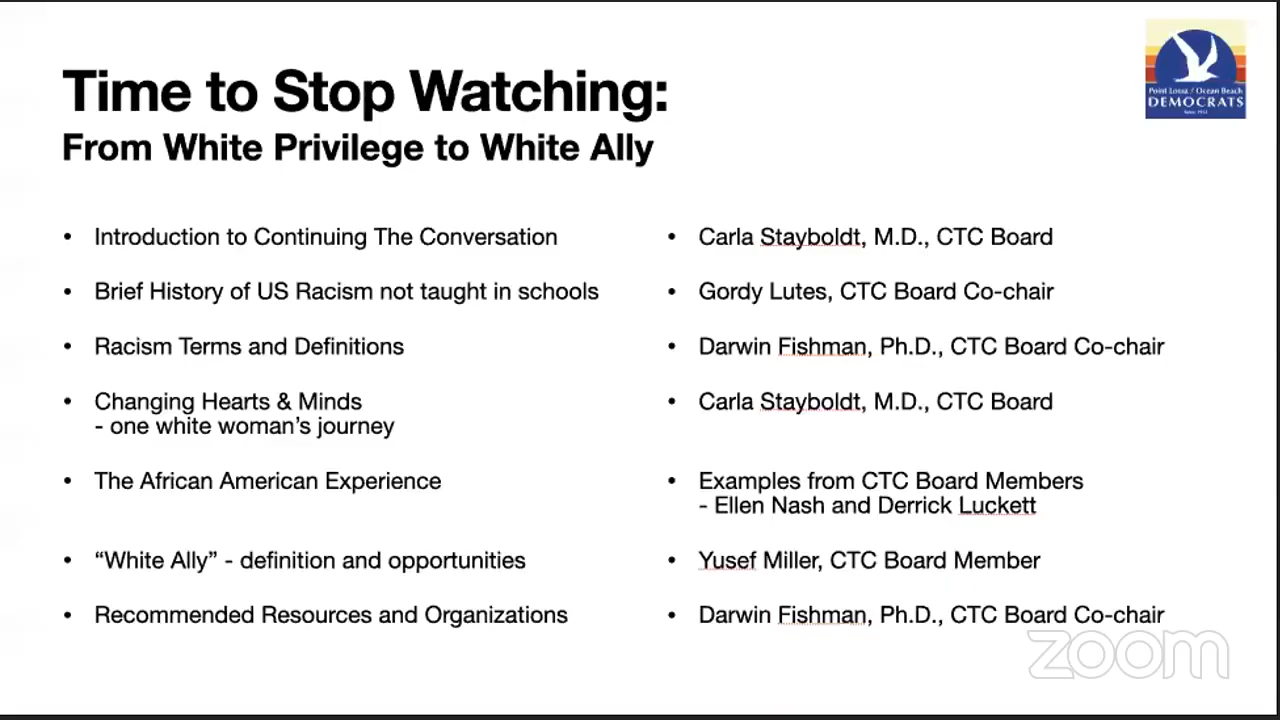 Time to Stop Watching:
From White Privilege to White Ally
Point Loma / Ocean Beach
DEMOCRATS
• Introduction to Continuing The Conversation
• Carla Stayboldt, M.D., CTC Board
• Brief History of US Racism not taught in schools
• Gordy Lutes, CTC Board Co-chair
• Racism Terms and Definitions
• Darwin Fishman, Ph.D., CTC Board Co-chair
• Changing Hearts & Minds
- one white woman’s journey
• Carla Stayboldt, M.D., CTC Board
• The African American Experience
• Examples from CTC Board Members
- Ellen Nash and Derrick Luckett
• “White Ally” - definition and opportunities
• Yusef Miller, CTC Board Member
• Recommended Resources and Organizations
• Darwin Fishman, Ph.D., CTC Board Co-chair
zoom